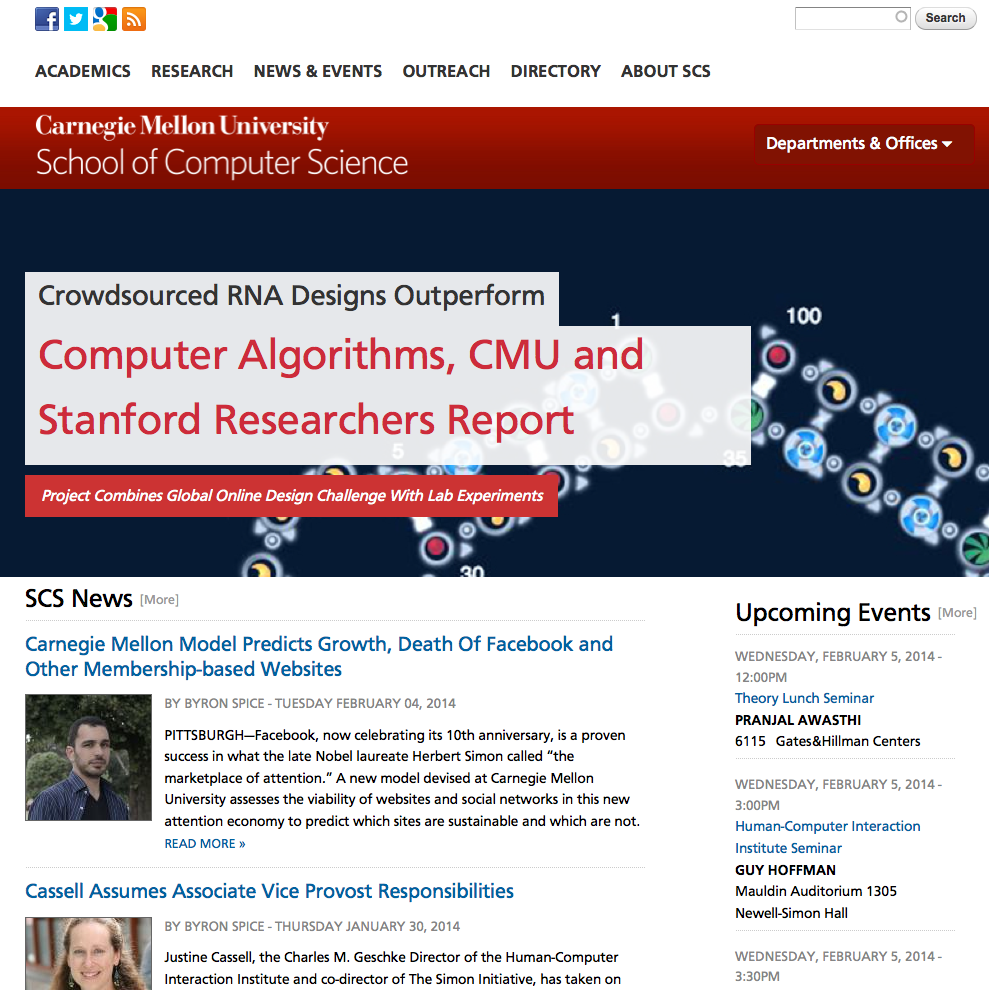 Search
ACADEMICS RESEARCH NEWS & EVENTS OUTREACH DIRECTORY ABOUT SCS
Carnegie Mellon University
School of Computer Science
Departments & Offices
Crowdsourced RNA Designs Outperform
Computer Algorithms, CMU and
Stanford Researchers Report
Project Combines Global Online Design Challenge With Lab Experiments
1
100
5
35
30
SCS News [More]
Carnegie Mellon Model Predicts Growth, Death Of Facebook and
Other Membership-based Websites
BY BYRON SPICE - TUESDAY FEBRUARY 04, 2014
PITTSBURGH—Facebook, now celebrating its 10th anniversary, is a proven
success in what the late Nobel laureate Herbert Simon called “the
marketplace of attention.” A new model devised at Carnegie Mellon
University assesses the viability of websites and social networks in this new
attention economy to predict which sites are sustainable and which are not.
READ MORE »
Cassell Assumes Associate Vice Provost Responsibilities
BY BYRON SPICE - THURSDAY JANUARY 30, 2014
Justine Cassell, the Charles M. Geschke Director of the Human-Computer
Interaction Institute and co-director of The Simon Initiative, has taken on
Upcoming Events [More]
WEDNESDAY, FEBRUARY 5, 2014 -
12:00PM
Theory Lunch Seminar
PRANJAL AWASTHI
6115 Gates&Hillman Centers
WEDNESDAY, FEBRUARY 5, 2014 -
3:00PM
Human-Computer Interaction
Institute Seminar
GUY HOFFMAN
Mauldin Auditorium 1305
Newell-Simon Hall
WEDNESDAY, FEBRUARY 5, 2014 -
3:30PM